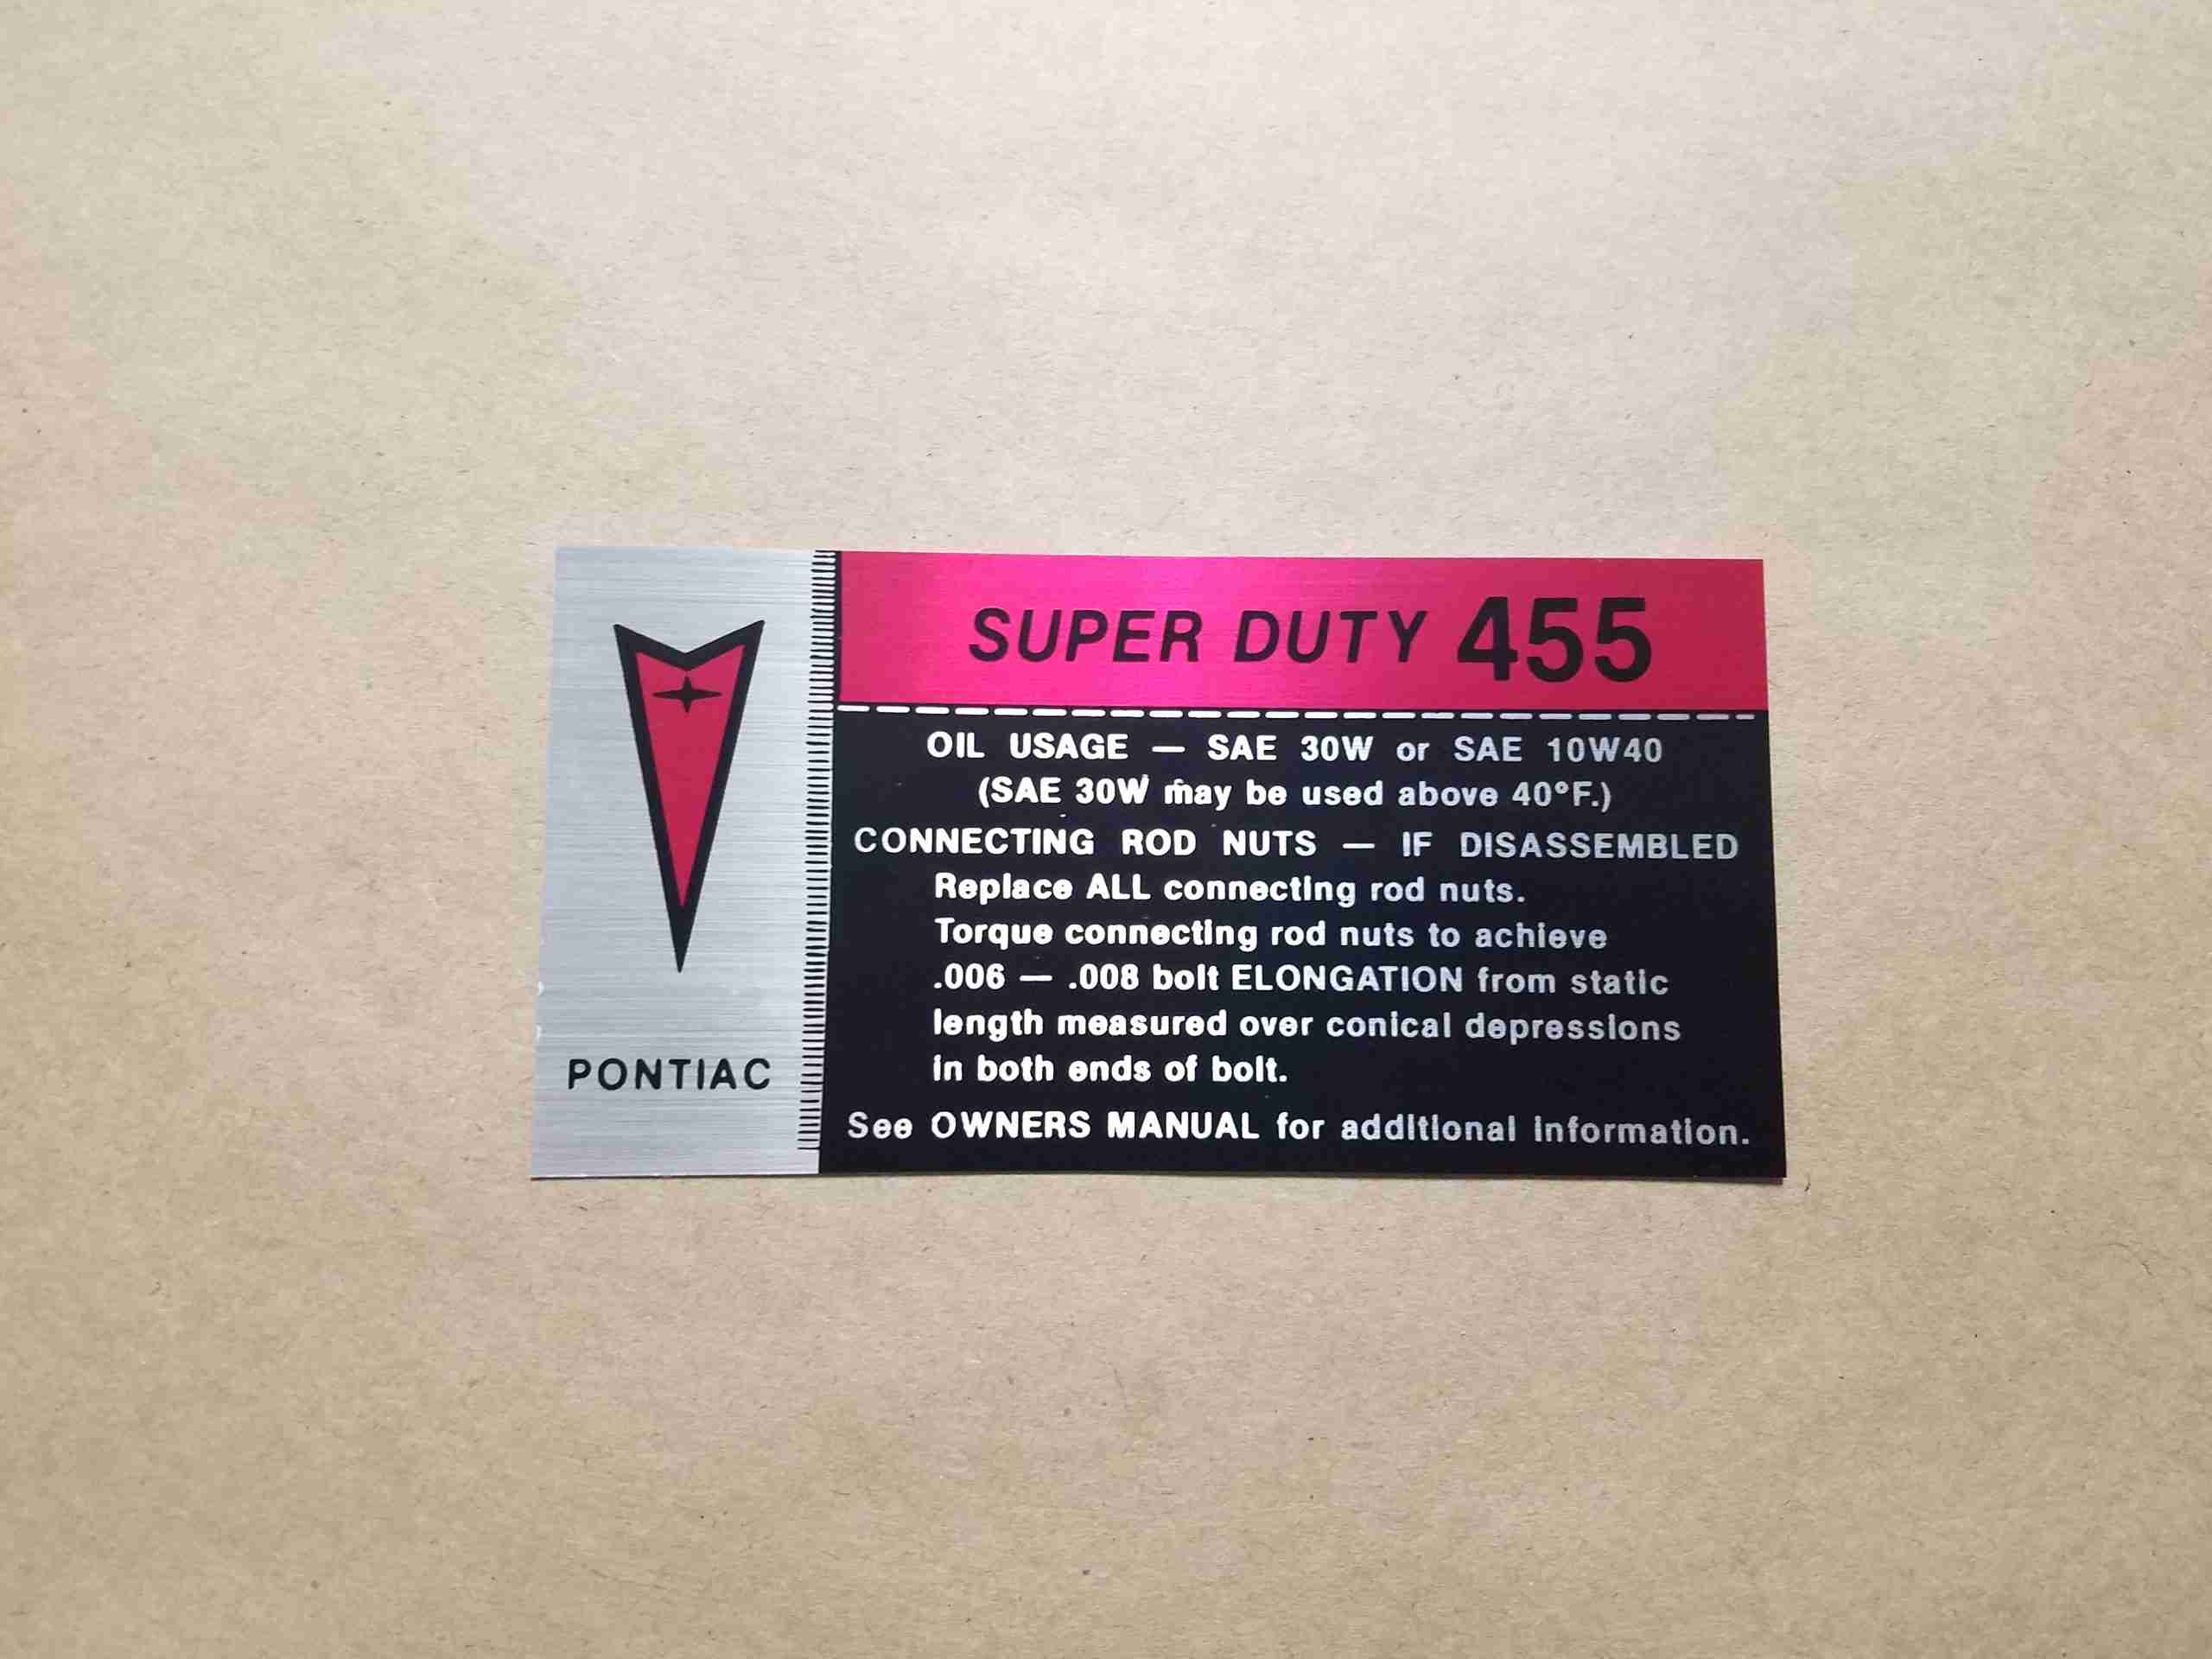 SUPER DUTY 455
OIL USAGE — SAE 30W or SAE 10W40
(SAE 30W may be used above 40°F.)
CONNECTING ROD NUTS — IF DISASSEMBLED
Replace ALL connecting rod nuts.
Torque connecting rod nuts to achieve
.006 — .008 bolt ELONGATION from static
length measured over conical depressions
in both ends of bolt.
See OWNERS MANUAL for additional information.
PONTIAC